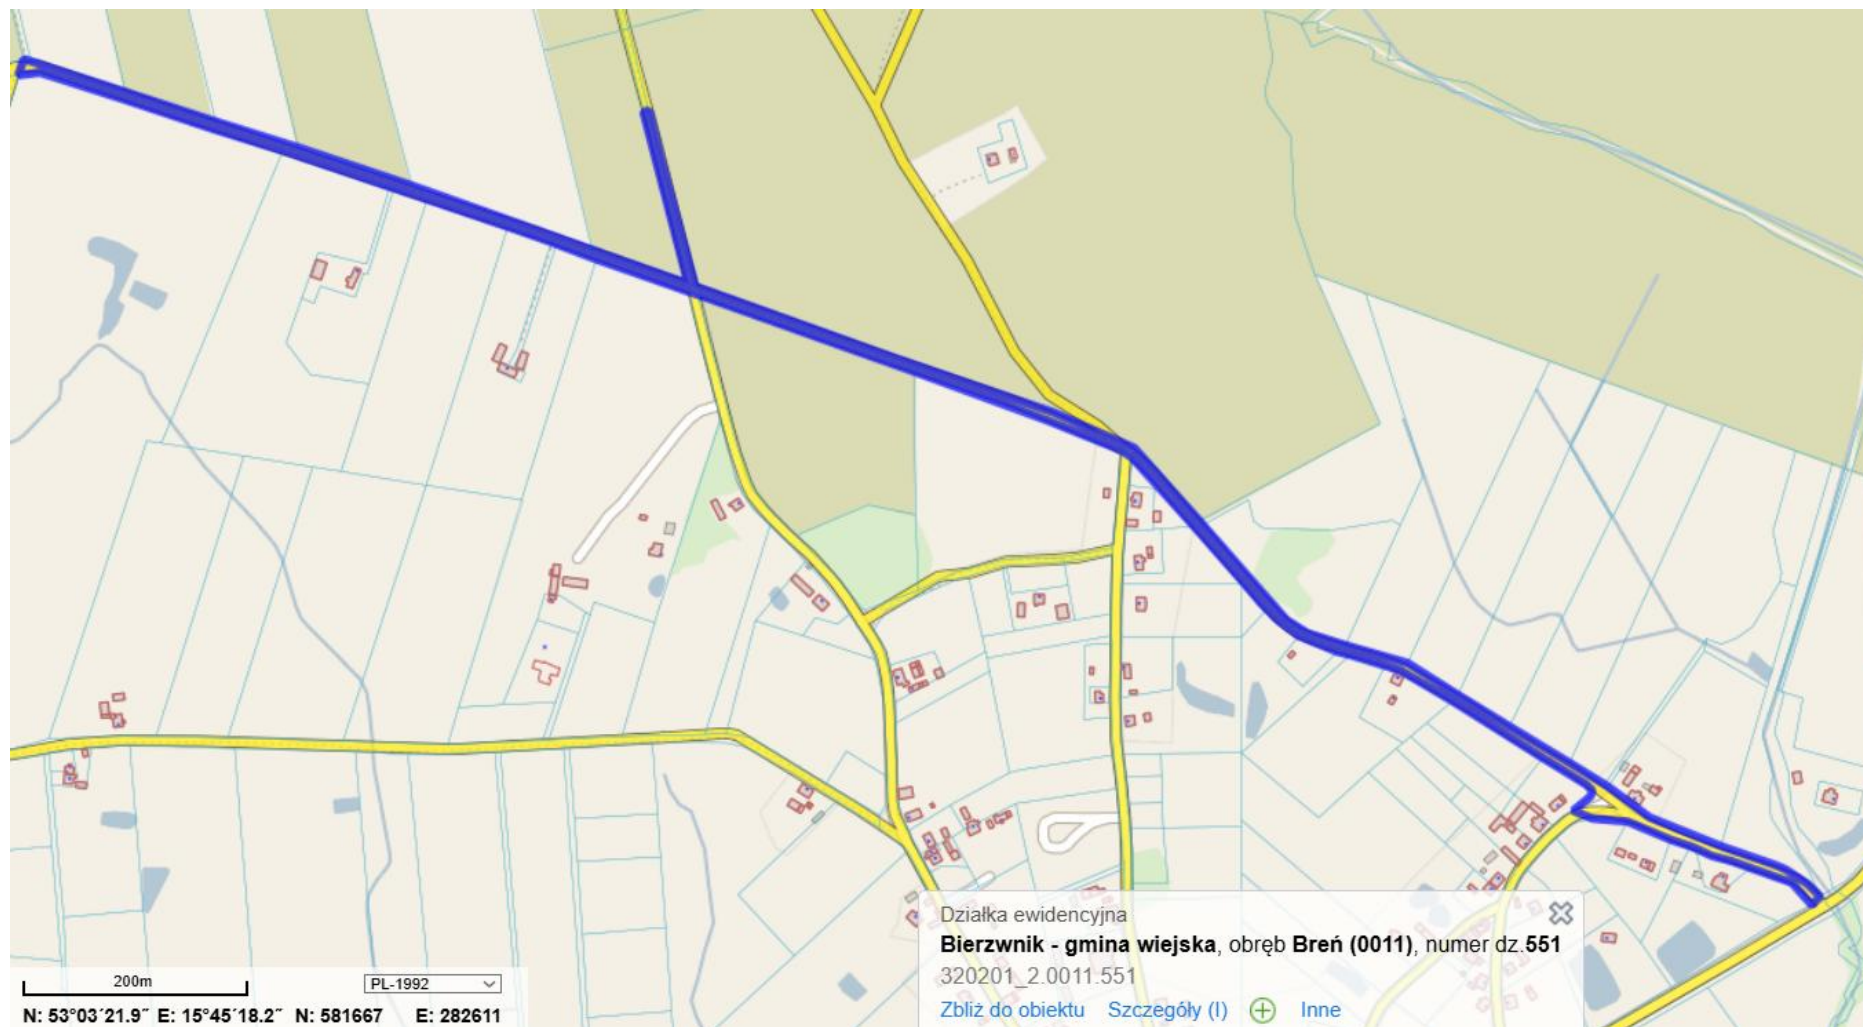 Działka ewidencyjna
Bierzwnik - gmina wiejska, obręb Breń (0011), numer dz.551
320201_2.0011.551
Zbliż do obiektu Szczegóły (I) Inne
200m
PL-1992
N: 53°03´21.9˝ E: 15°45´18.2˝ N: 581667 E: 282611